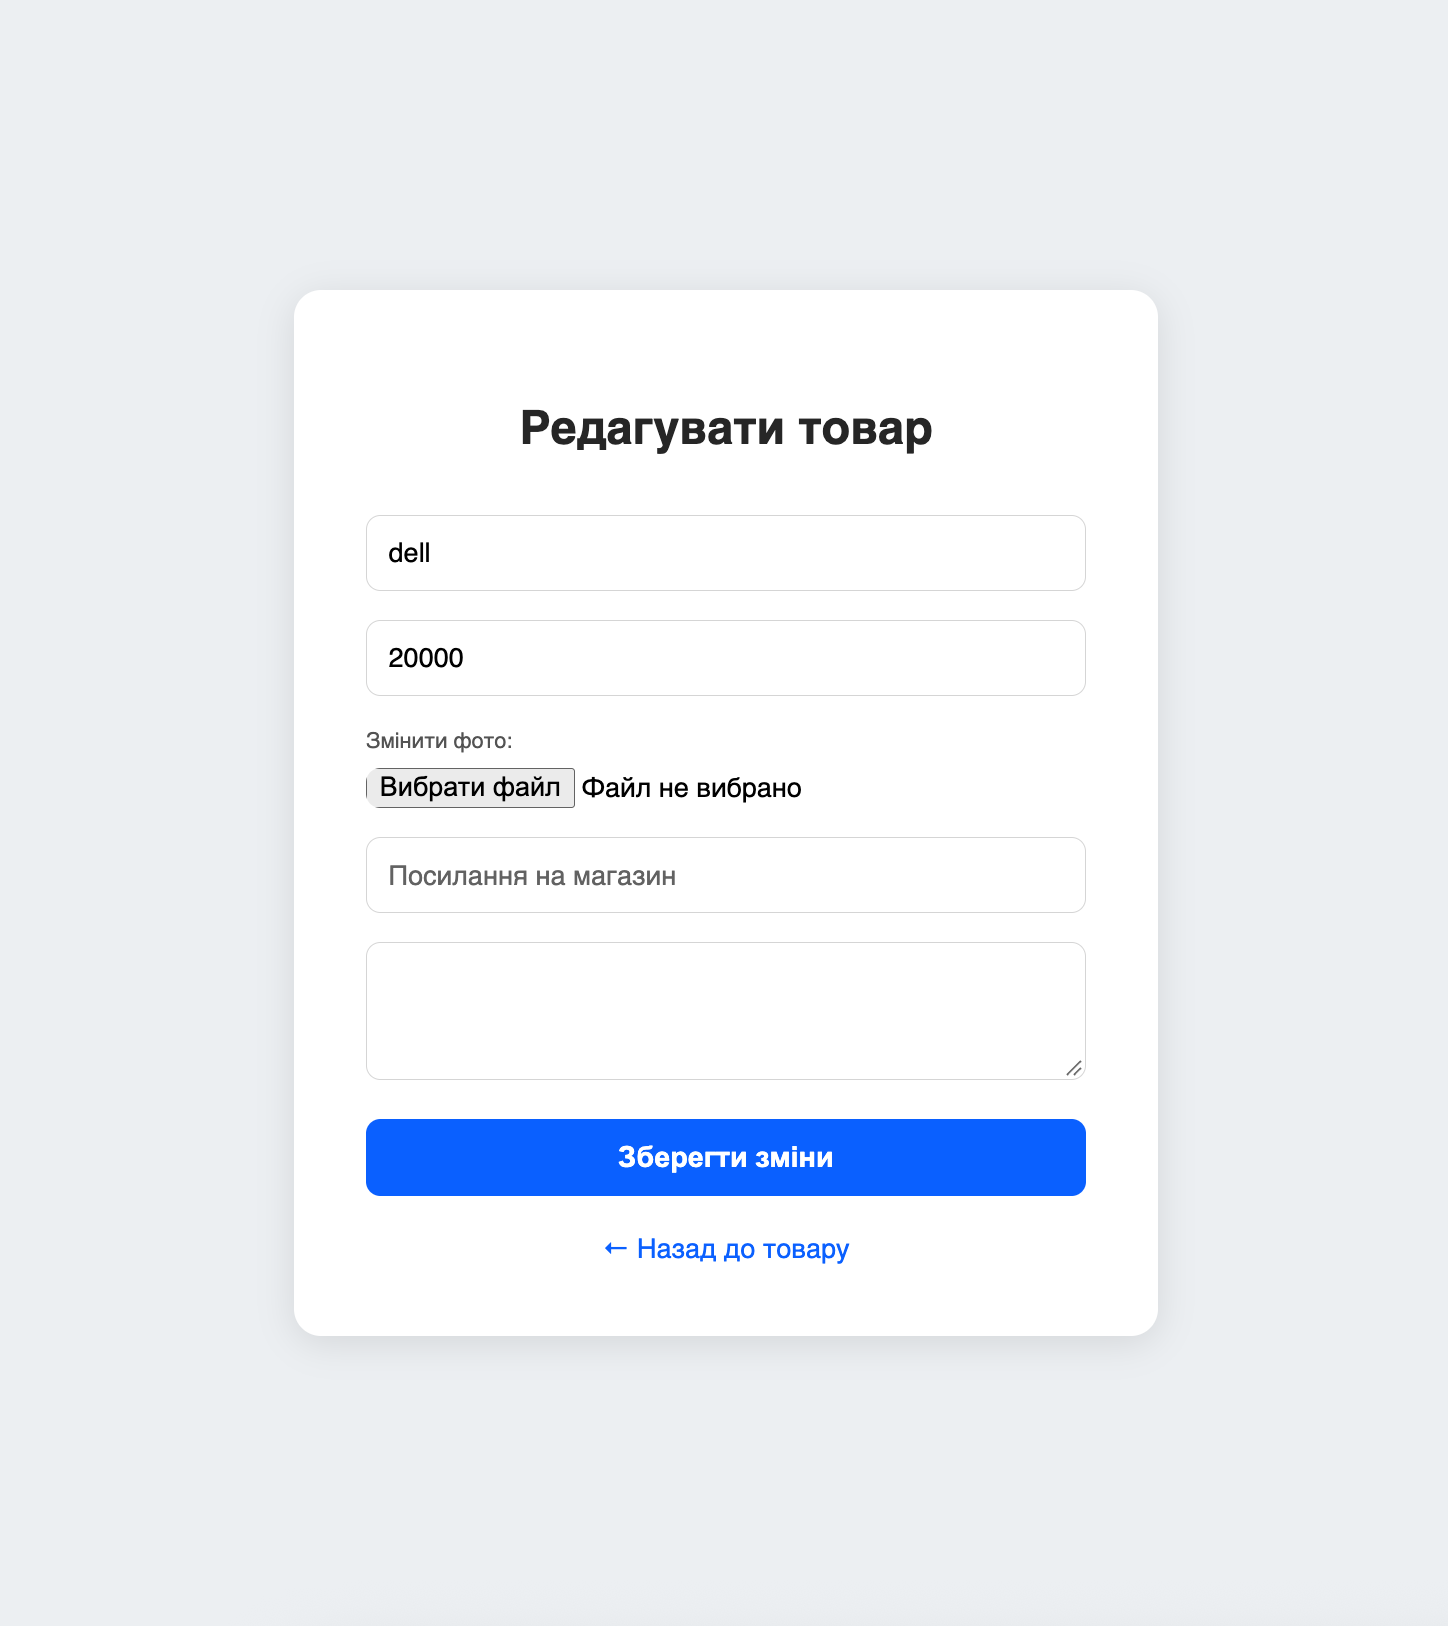 Редагувати товар
dell
20000
Змінити фото:
Вибрати файл Файл не вибрано
Посилання на магазин
Зберегти зміни
← Назад до товару